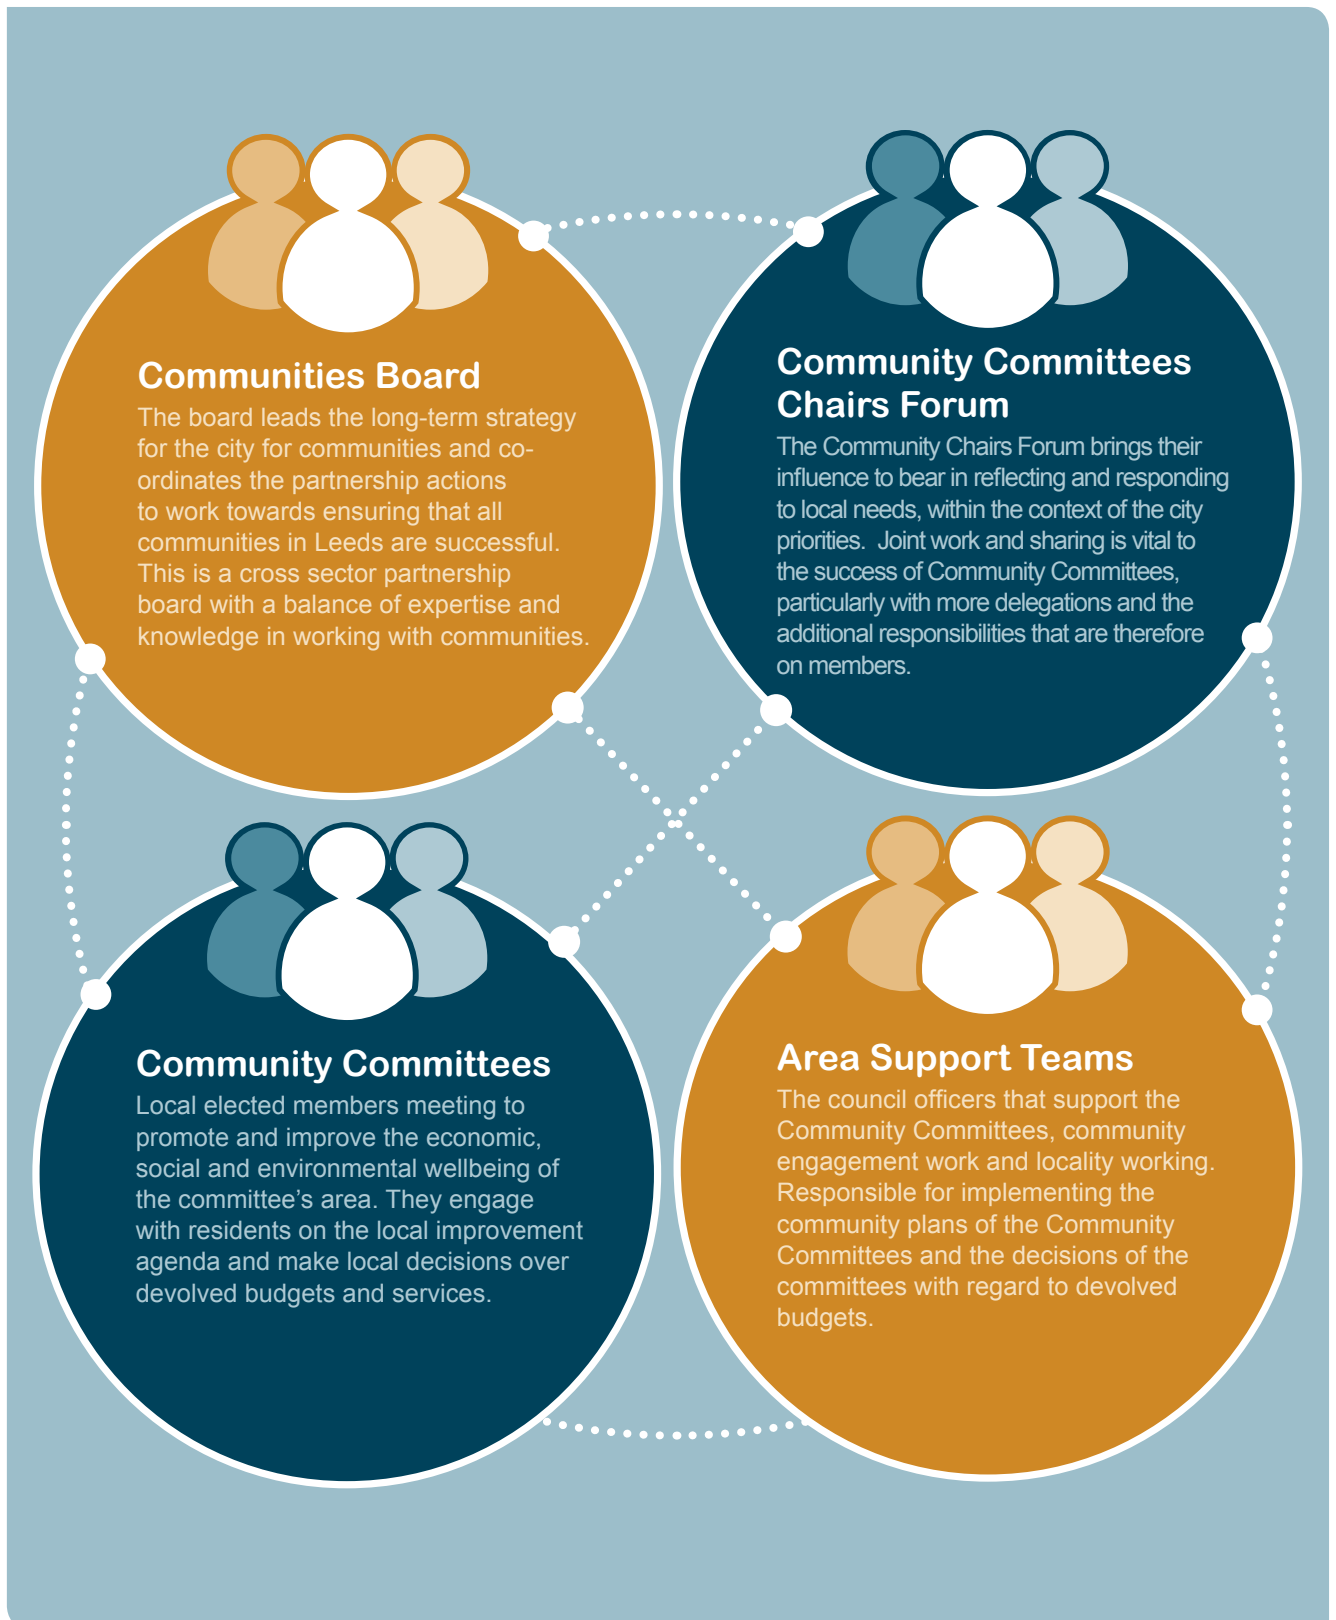 Communities Board
The board leads the long-term strategy
for the city for communities and co-
ordinates the partnership actions
to work towards ensuring that all
communities in Leeds are successful.
This is a cross sector partnership
board with a balance of expertise and
knowledge in working with communities.
Community Committees
Chairs Forum
The Community Chairs Forum brings their
influence to bear in reflecting and responding
to local needs, within the context of the city
priorities.  Joint work and sharing is vital to
the success of Community Committees,
particularly with more delegations and the
additional responsibilities that are therefore
on members.
Community Committees
Local elected members meeting to
promote and improve the economic,
social and environmental wellbeing of
the committee's area. They engage
with residents on the local improvement
agenda and make local decisions over
devolved budgets and services.
Area Support Teams
The council officers that support the
Community Committees, community
engagement work and locality working.
Responsible for implementing the
community plans of the Community
Committees and the decisions of the
committees with regard to devolved
budgets.